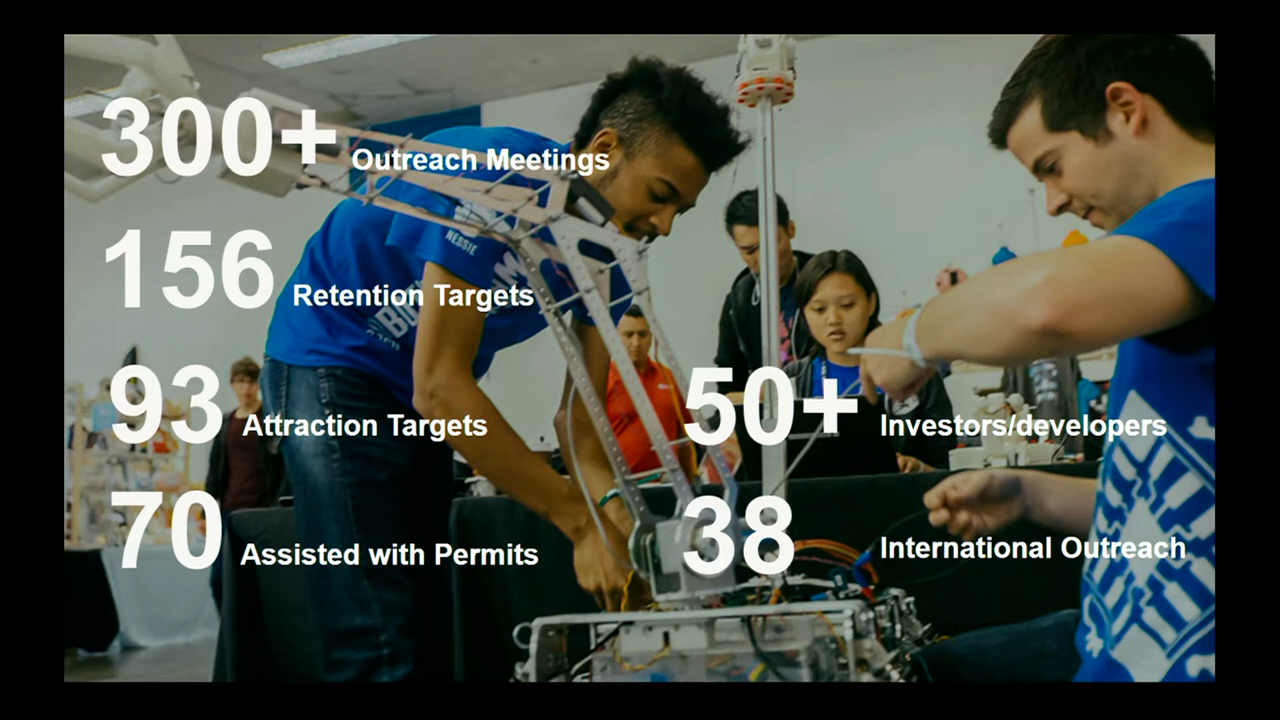 300+ Outreach Meetings
156 Retention Targets
93 Attraction Targets
50+ Investors/developers
70 Assisted with Permits
38 International Outreach
NESSIE